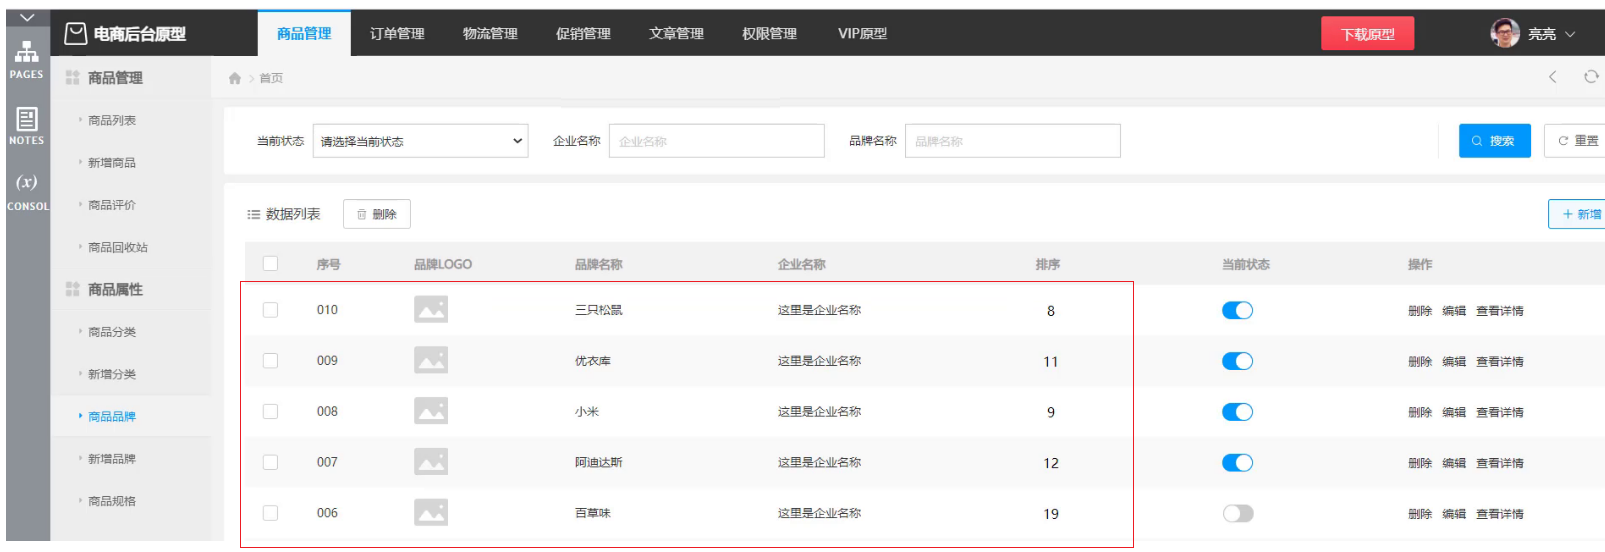 电商后台原型 商品管理 订单管理 物流管理 促销管理 文章管理 权限管理 VIP原型 下载原型 亮亮
PAGES
NOTES
(x)
CONSOL
商品管理
商品列表
新增商品
商品评价
商品回收站
商品属性
商品分类
新增分类
商品品牌
新增品牌
商品规格
> 首页
当前状态 请选择当前状态 企业名称 企业名称 品牌名称 品牌名称 搜索 重置
数据列表 删除 + 新增
序号 品牌LOGO 品牌名称 企业名称 排序 当前状态 操作
010 三只松鼠 这里是企业名称 8 删除 编辑 查看详情
009 优衣库 这里是企业名称 11 删除 编辑 查看详情
008 小米 这里是企业名称 9 删除 编辑 查看详情
007 阿迪达斯 这里是企业名称 12 删除 编辑 查看详情
006 百草味 这里是企业名称 19 删除 编辑 查看详情